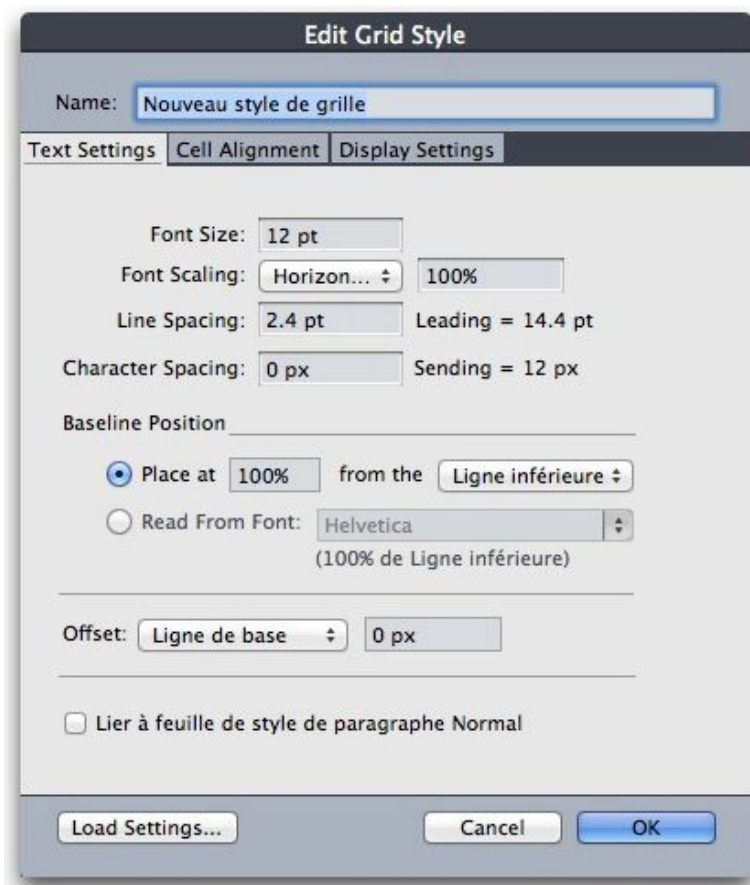 Edit Grid Style
Name: Nouveau style de grille
Text Settings Cell Alignment Display Settings
Font Size: 12 pt
Font Scaling: Horizon... 100%
Line Spacing: 2.4 pt Leading = 14.4 pt
Character Spacing: 0 px Sending = 12 px
Baseline Position
Place at 100% from the Ligne inférieure
Read From Font: Helvetica
(100% de Ligne inférieure)
Offset: Ligne de base 0 px
Lier à feuille de style de paragraphe Normal
Load Settings... Cancel OK